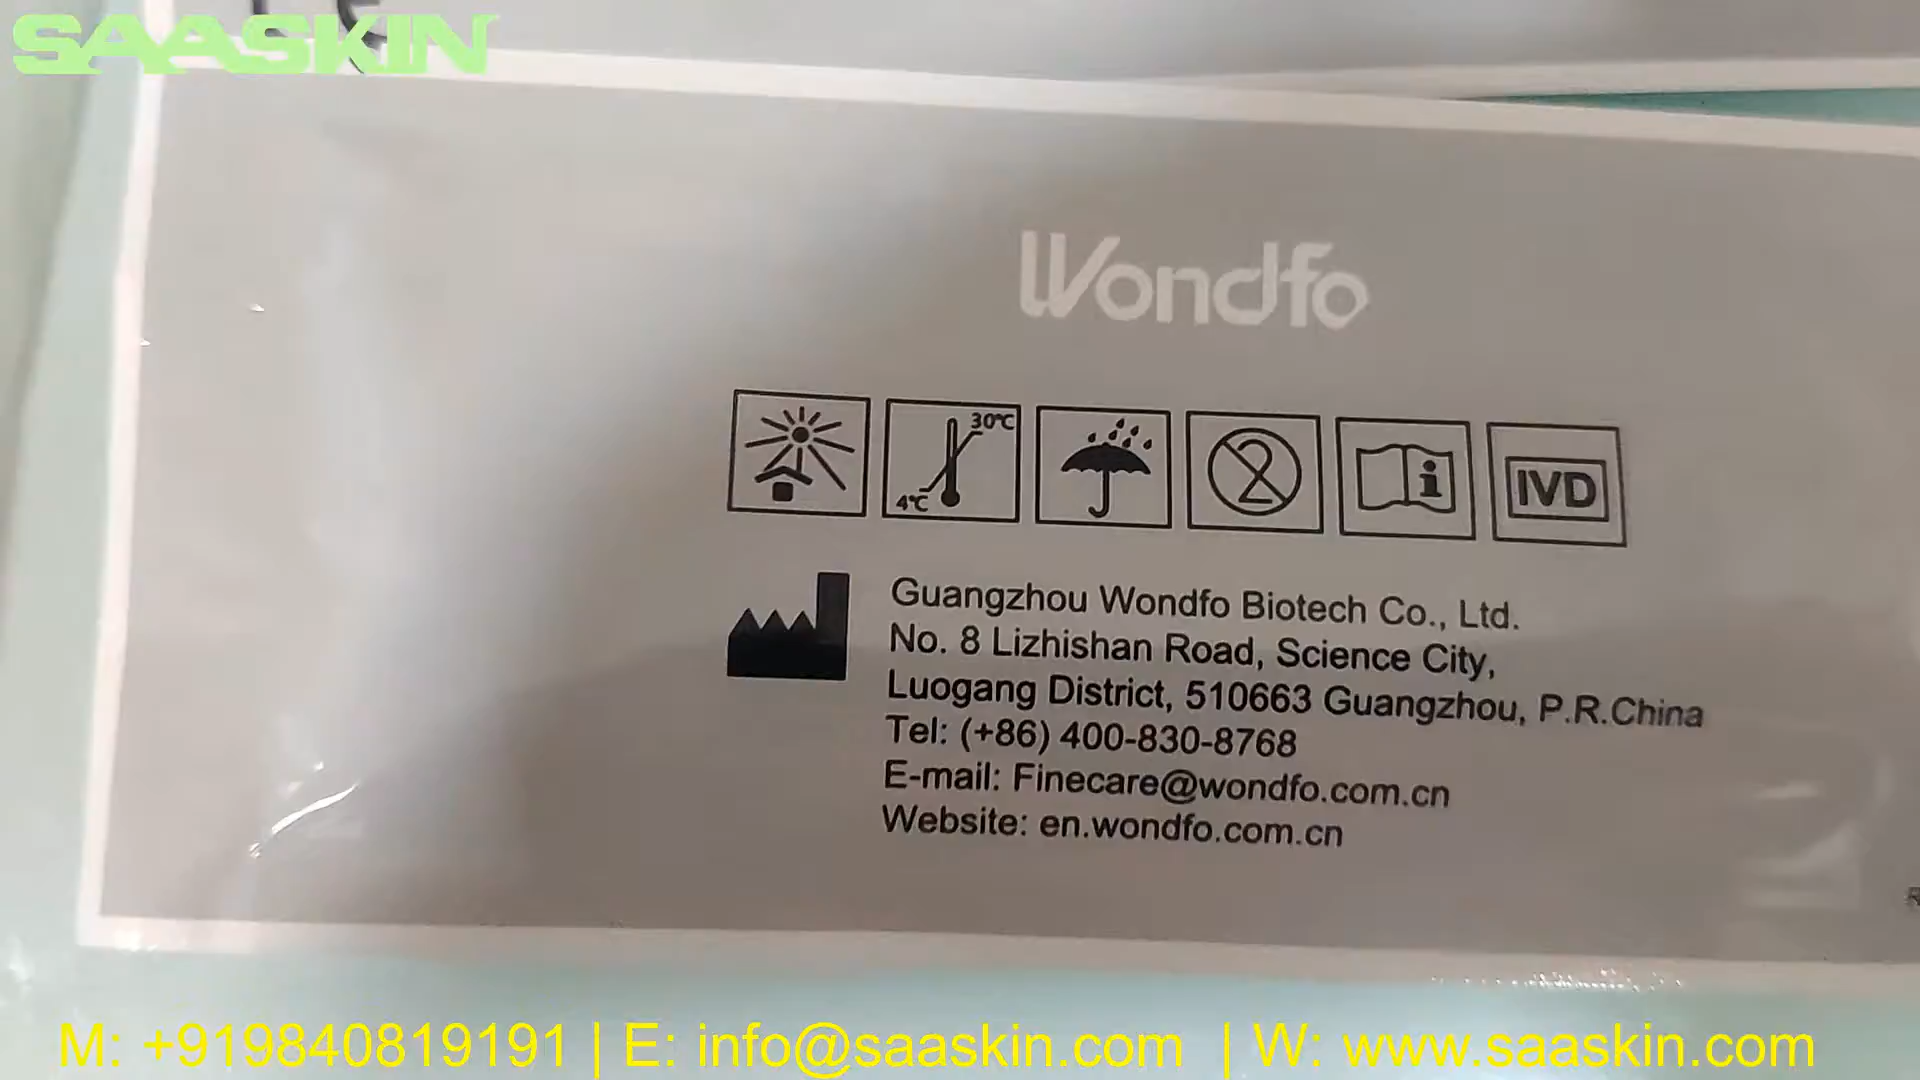 SAASKIN
Wondfo
30℃
4℃
2
i
IVD
Guangzhou Wondfo Biotech Co., Ltd.
No. 8 Lizhishan Road, Science City,
Luogang District, 510663 Guangzhou, P.R.China
Tel: (+86) 400-830-8768
E-mail: Finecare@wondfo.com.cn
Website: en.wondfo.com.cn
M: +919840819191 | E: info@saaskin.com | W: www.saaskin.com